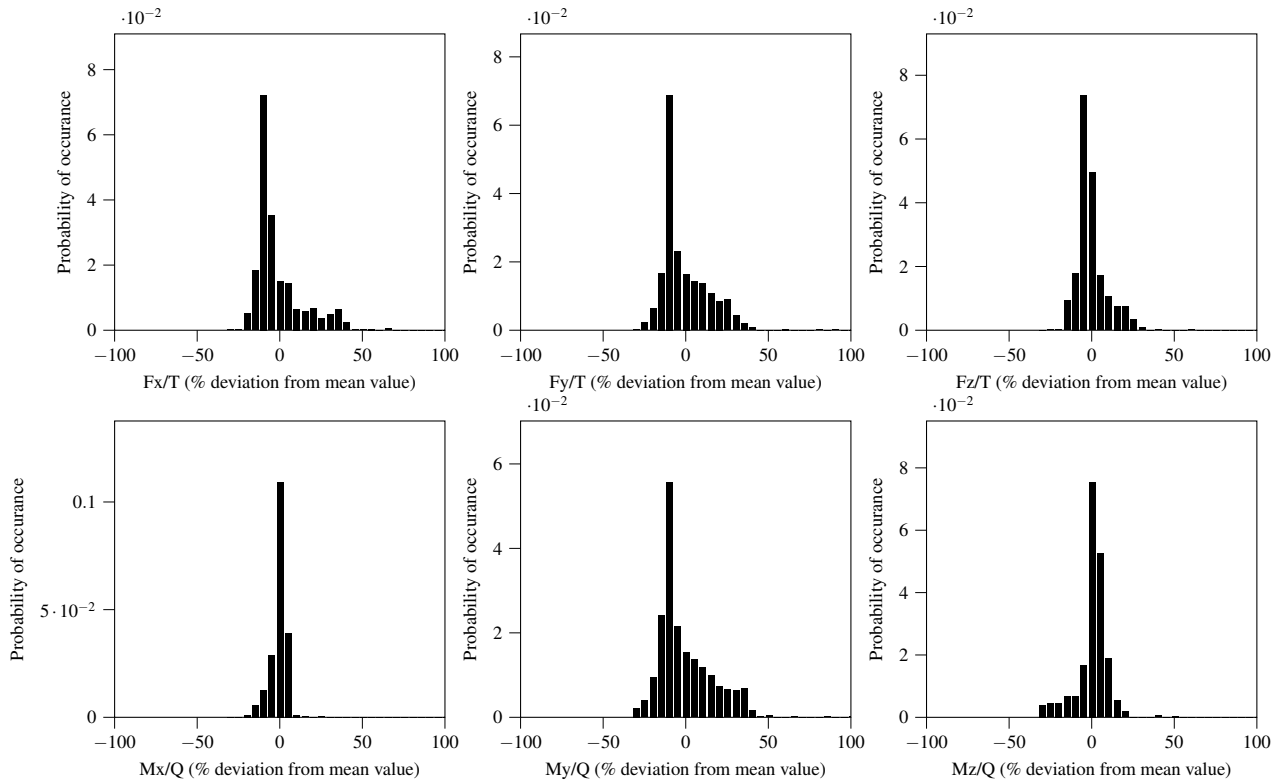 ·10−2
8
6
4
2
0
Probability of occurance
−100 −50 0 50 100
Fx/T (% deviation from mean value)
·10−2
8
6
4
2
0
Probability of occurance
−100 −50 0 50 100
Fy/T (% deviation from mean value)
·10−2
8
6
4
2
0
Probability of occurance
−100 −50 0 50 100
Fz/T (% deviation from mean value)
0.1
5·10−2
0
Probability of occurance
−100 −50 0 50 100
Mx/Q (% deviation from mean value)
·10−2
6
4
2
0
Probability of occurance
−100 −50 0 50 100
My/Q (% deviation from mean value)
·10−2
8
6
4
2
0
Probability of occurance
−100 −50 0 50 100
Mz/Q (% deviation from mean value)